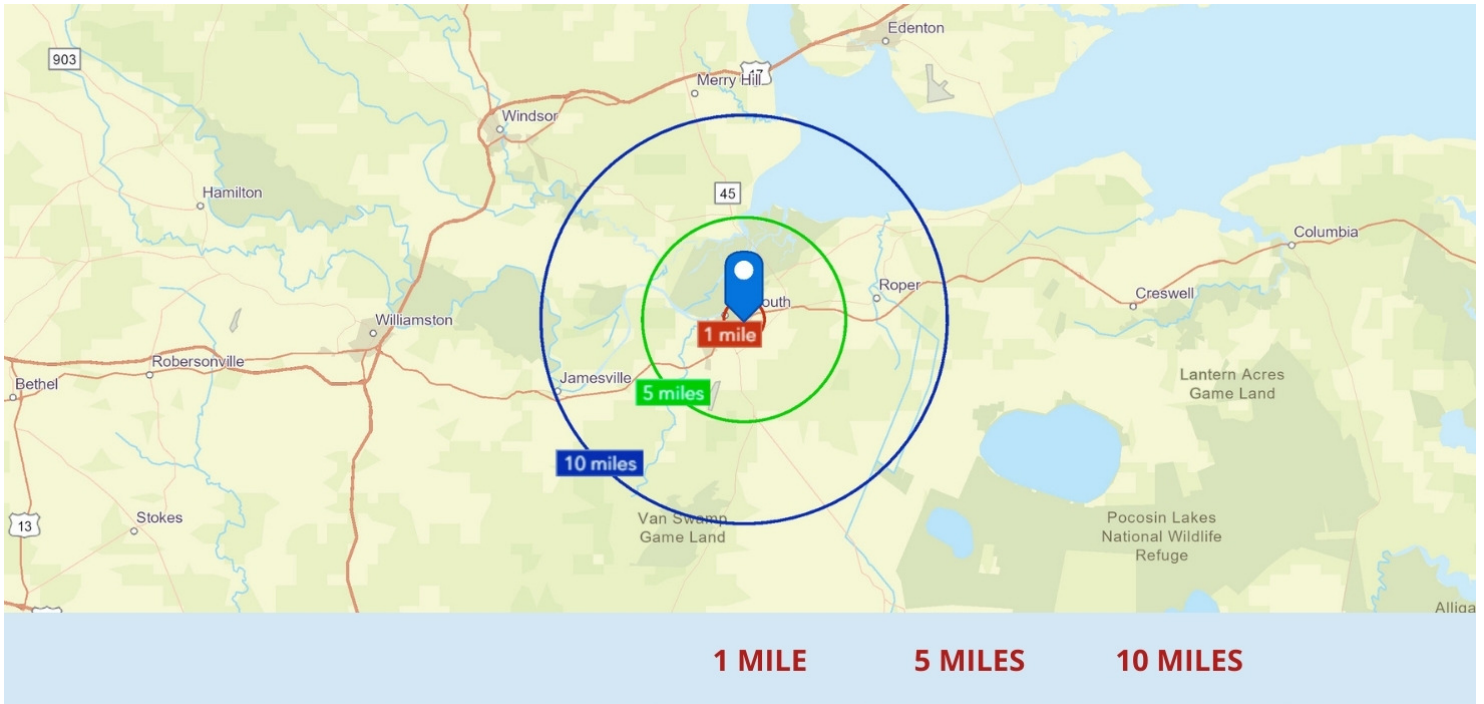 Edenton
903
17
Merry Hill
Windsor
Hamilton
45
Columbia
Roper
outh
Creswell
Williamston
1 mile
Robersonville
Bethel
Jamesville
5 miles
Lantern Acres
Game Land
10 miles
Stokes
13
Van Swamp
Game Land
Pocosin Lakes
National Wildlife
Refuge
Alliga
1 MILE 5 MILES 10 MILES